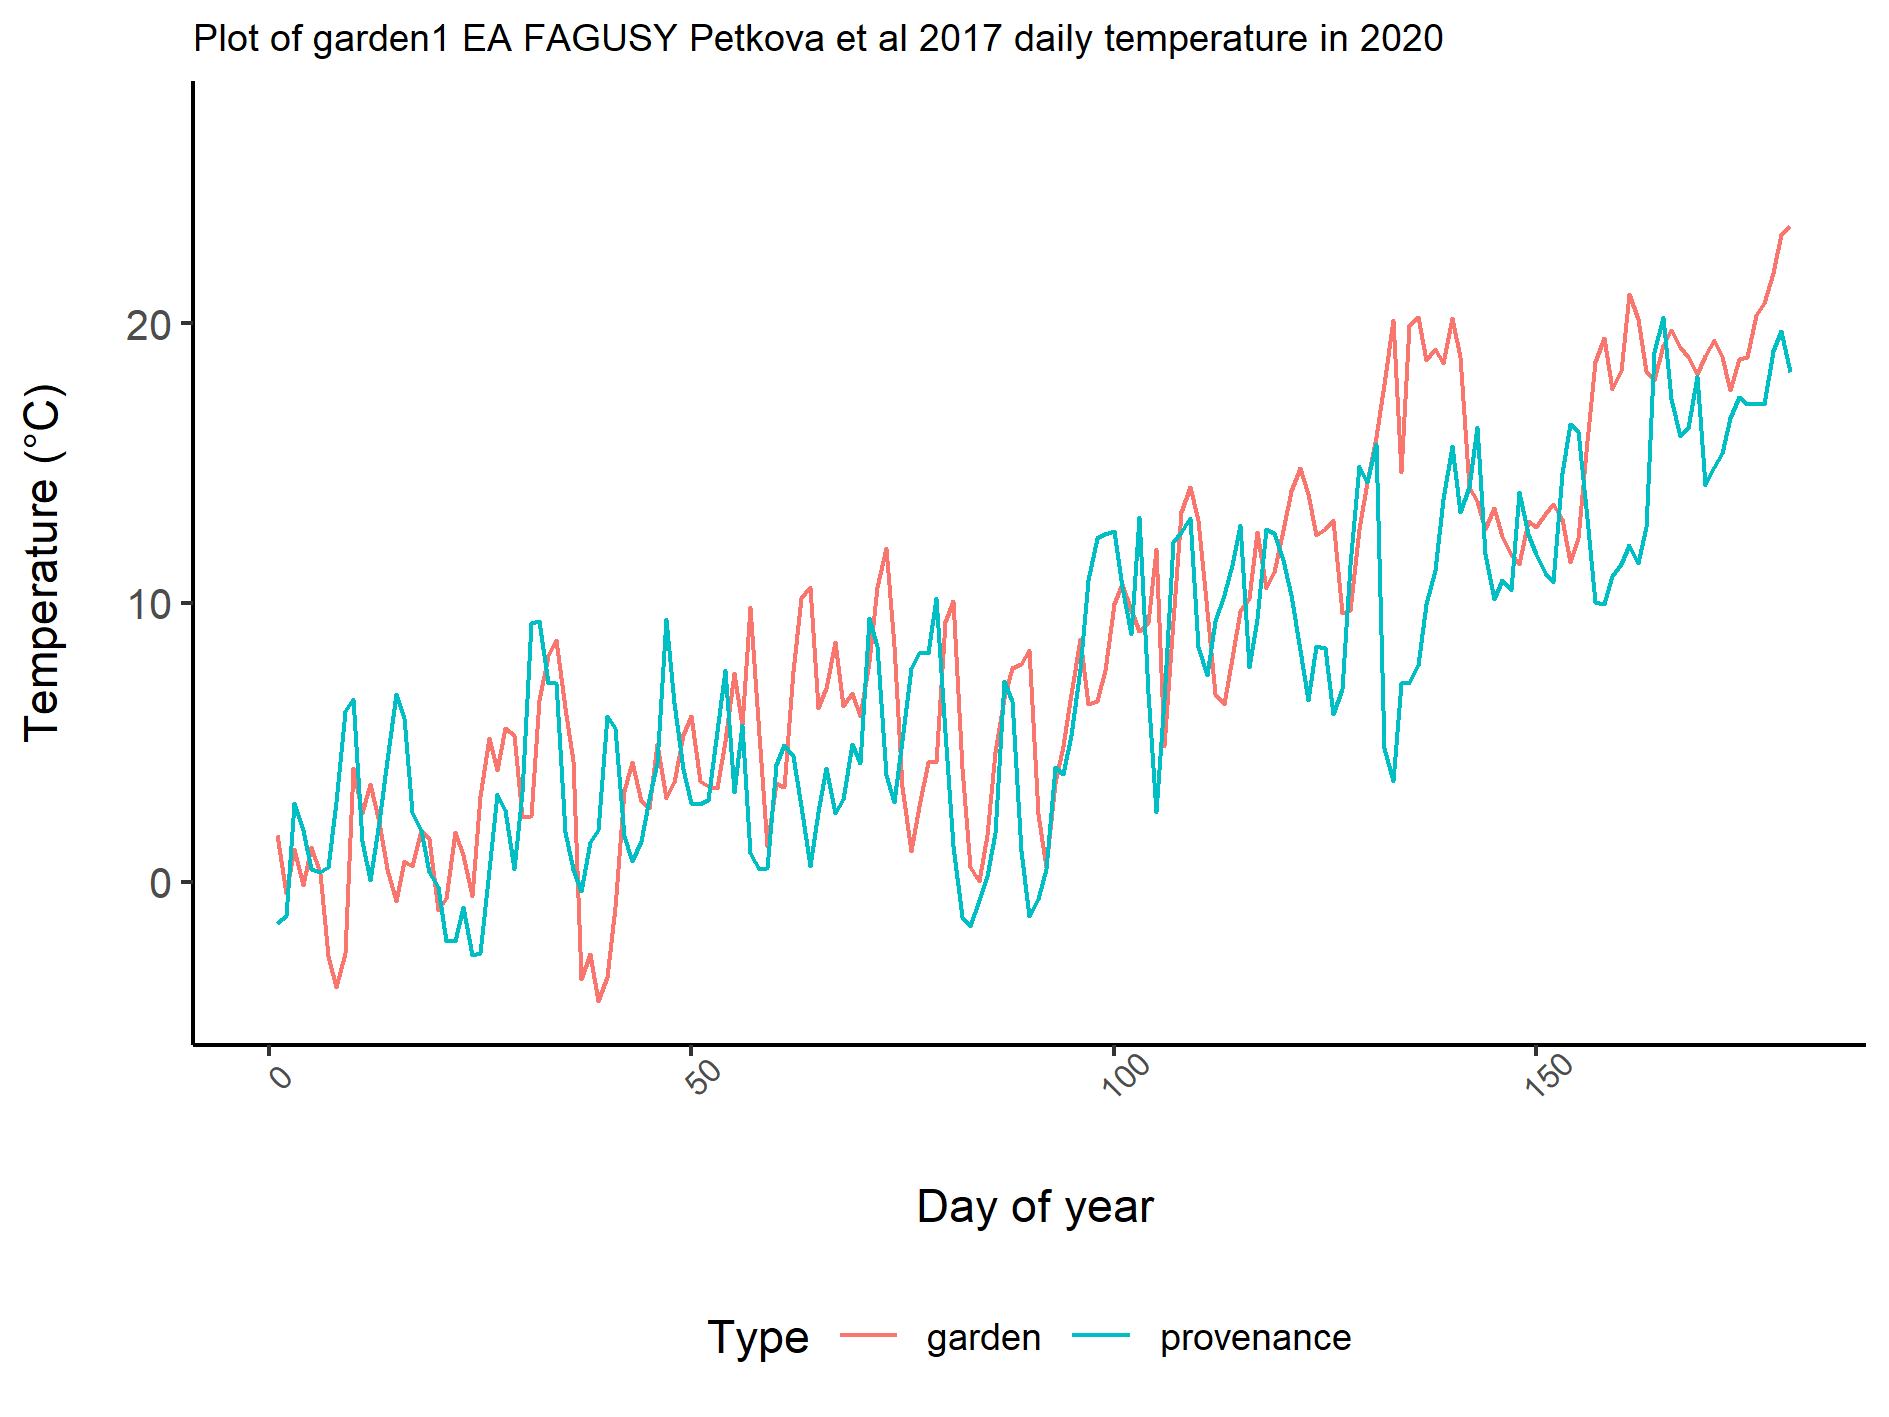 Plot of garden1 EA FAGUSY Petkova et al 2017 daily temperature in 2020
Temperature (°C)
20
10
0
0
50
100
150
Day of year
Type garden provenance